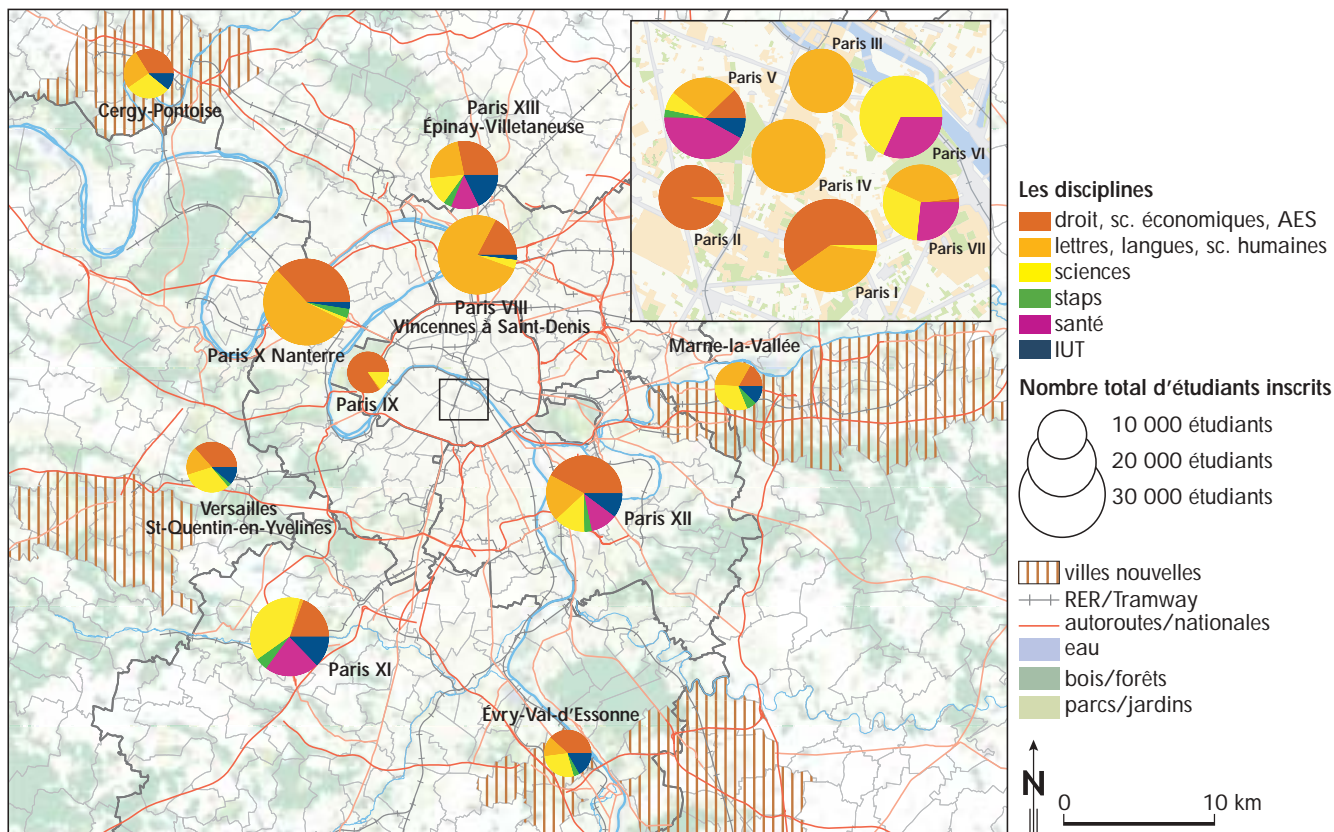 Cergy-Pontoise
Paris XIII
Épinay-Villetaneuse
Paris VIII
Vincennes à Saint-Denis
Paris X Nanterre
Paris IX
Marne-la-Vallée
Versailles
St-Quentin-en-Yvelines
Paris XII
Paris XI
Évry-Val-d'Essonne
Paris III
Paris V
Paris VI
Paris IV
Paris II
Paris VII
Paris I
Les disciplines
droit, sc. économiques, AES
lettres, langues, sc. humaines
sciences
staps
santé
IUT
Nombre total d'étudiants inscrits
10 000 étudiants
20 000 étudiants
30 000 étudiants
villes nouvelles
RER/Tramway
autoroutes/nationales
eau
bois/forêts
parcs/jardins
N
0 10 km